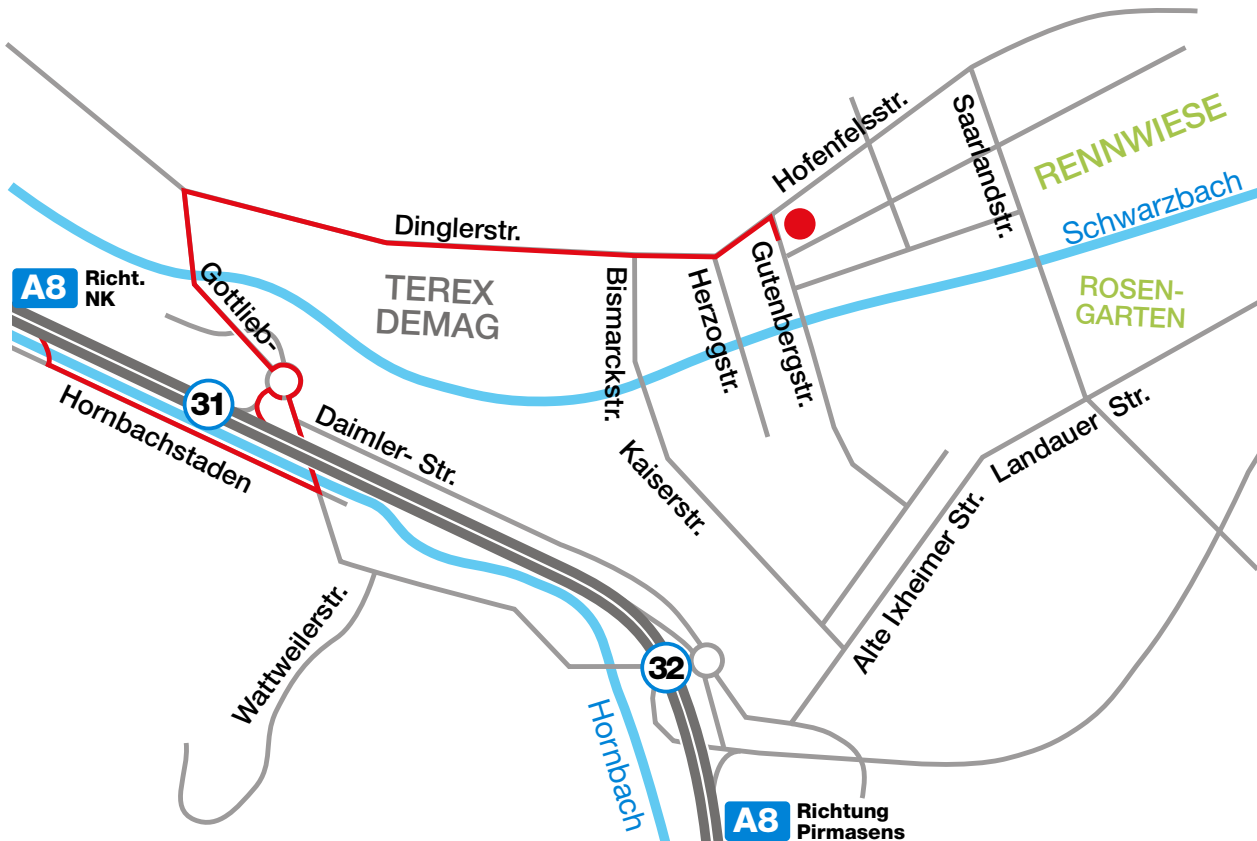 Hofenfelsstr.
Saarlandstr.
RENNWIESE
Schwarzbach
Dinglerstr.
Gutenbergstr.
Herzogstr.
Bismarckstr.
TEREX
DEMAG
ROSEN-
GARTEN
A8 Richt.
NK
Gottlieb-
Daimler- Str.
31
Hornbachstaden
Kaiserstr.
Landauer Str.
Alte Ixheimer Str.
Wattweilerstr.
32
Hornbach
A8 Richtung
Pirmasens